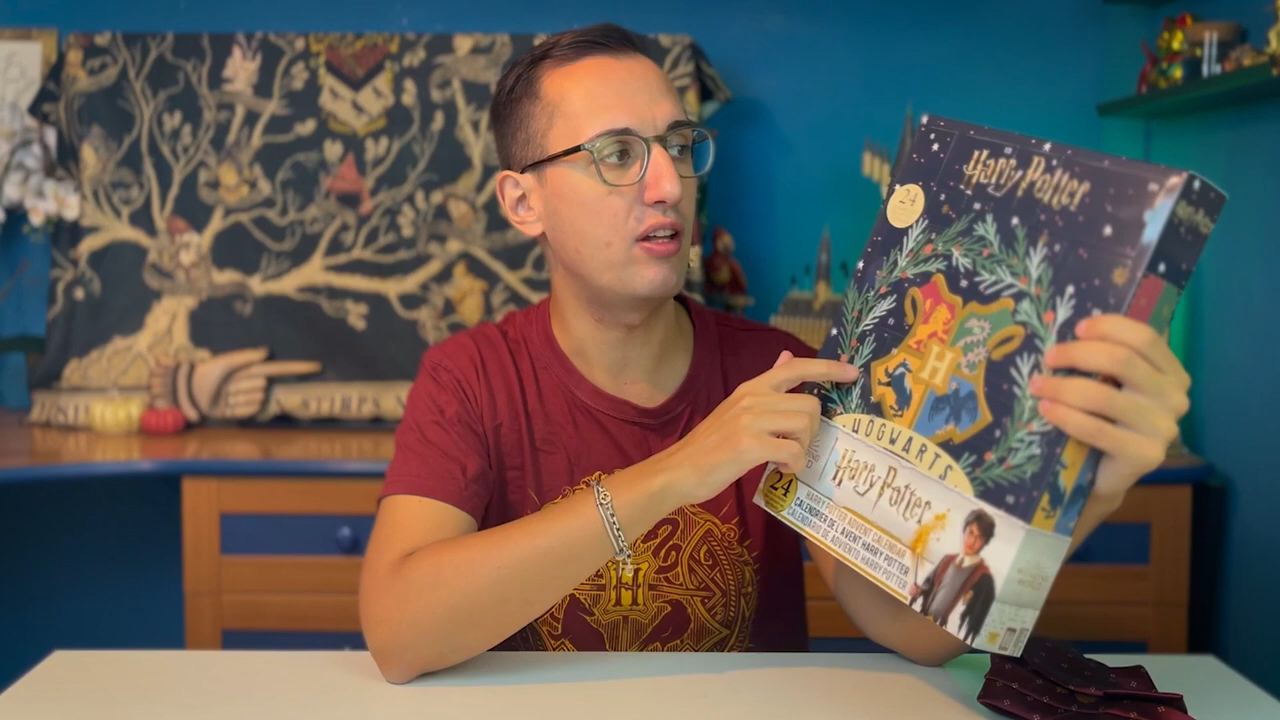 Harry Potter
24
HOGWARTS
Harry Potter
24
HARRY POTTER ADVENT CALENDAR
CALENDRIER DE L'AVENT HARRY POTTER
CALENDARIO DE ADVIENTO HARRY POTTER
H
H
STIRPS